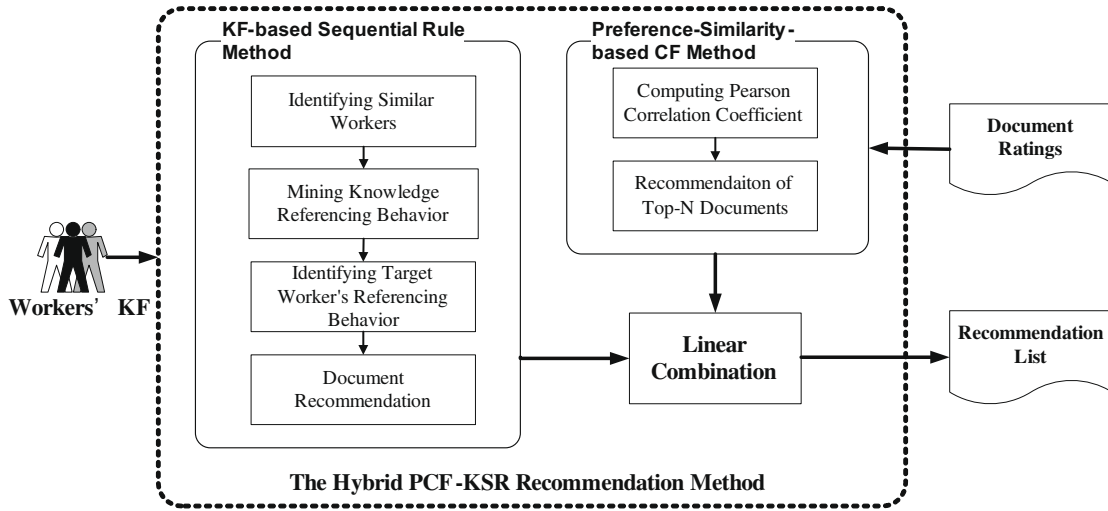 KF-based Sequential Rule
Method
Identifying Similar
Workers
Mining Knowledge
Referencing Behavior
Identifying Target
Worker's Referencing
Behavior
Document
Recommendation
Preference-Similarity-
based CF Method
Computing Pearson
Correlation Coefficient
Recommendaiton of
Top-N Documents
Document
Ratings
Workers' KF
Linear
Combination
Recommendation
List
The Hybrid PCF-KSR Recommendation Method